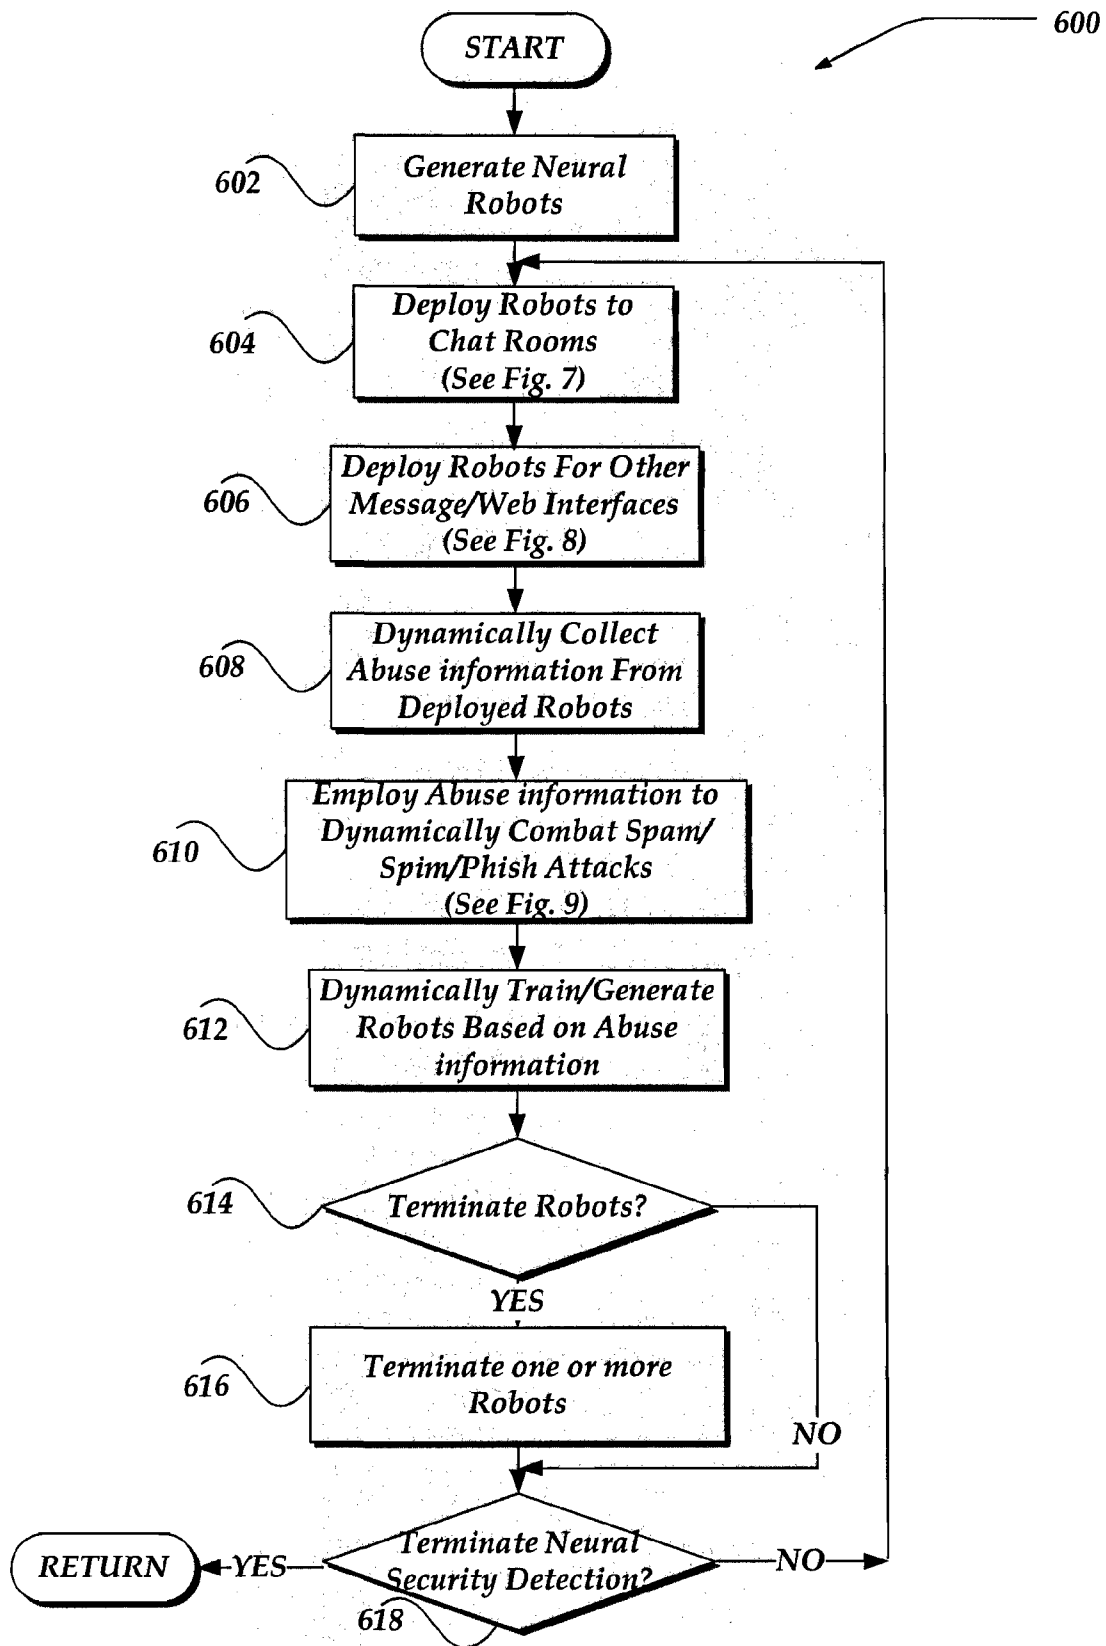 600
START
602
Generate Neural
Robots
604
Deploy Robots to
Chat Rooms
(See Fig. 7)
606
Deploy Robots For Other
Message/Web Interfaces
(See Fig. 8)
608
Dynamically Collect
Abuse information From
Deployed Robots
610
Employ Abuse information to
Dynamically Combat Spam/
Spim/Phish Attacks
(See Fig. 9)
612
Dynamically Train/Generate
Robots Based on Abuse
information
614
Terminate Robots?
YES
616
Terminate one or more
Robots
NO
Terminate Neural
Security Detection?
RETURN
YES
NO
618